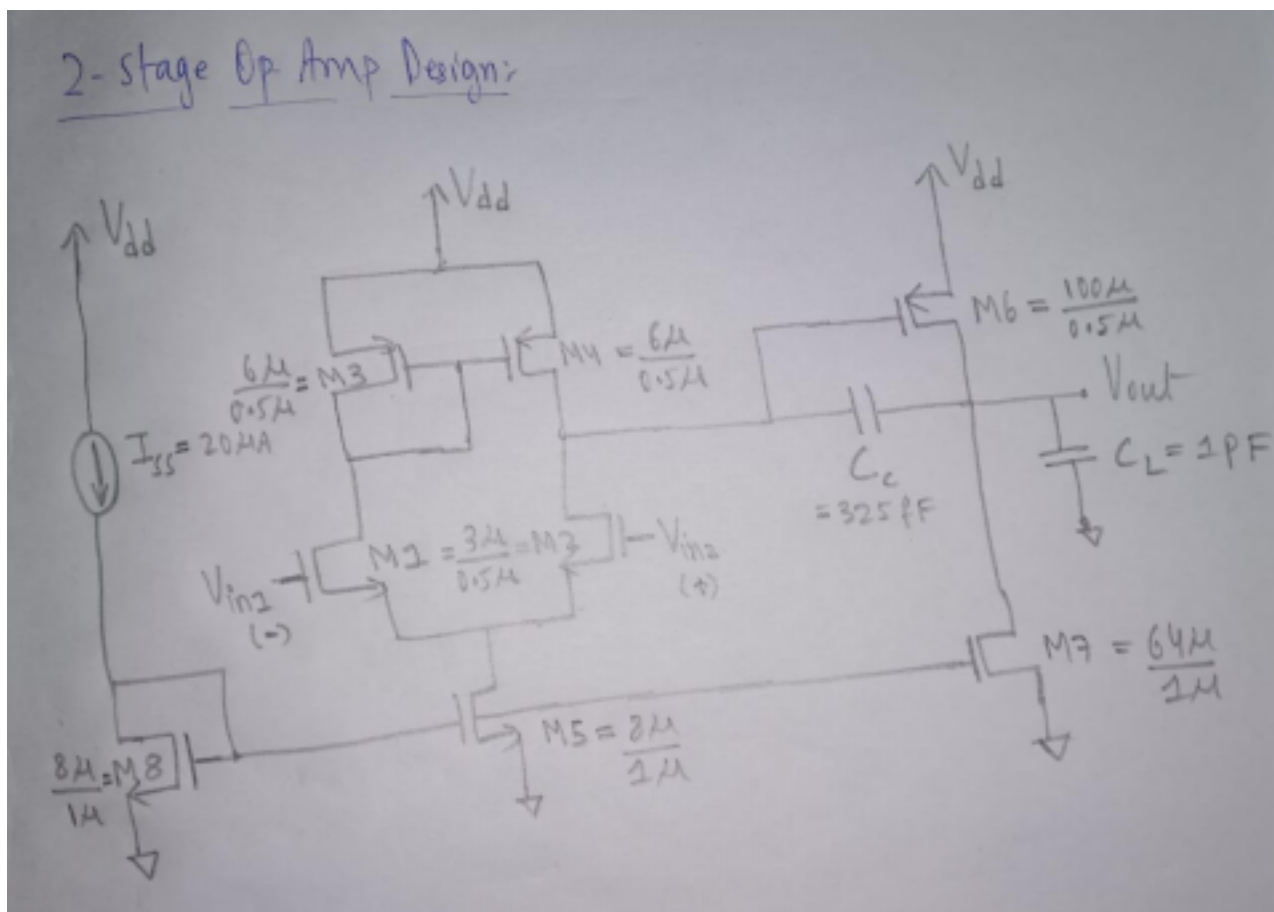 2-Stage Op Amp Design:
Vdd
Vdd
Vdd
6μ/0.5μ = M3
M4 = 6μ/0.5μ
M6 = 100μ/0.5μ
Vout
Iss = 20μA
Cc = 325fF
CL = 1pF
Vin1 (-)
M1 = 3μ/0.5μ = M2
Vin2 (+)
M7 = 64μ/1μ
8μ/1μ = M8
M5 = 8μ/1μ